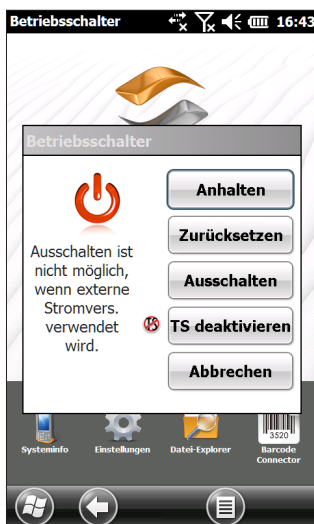 Betriebsschalter 16:43
Betriebsschalter
Anhalten
Zurücksetzen
Ausschalten
TS deaktivieren
Abbrechen
Ausschalten ist
nicht möglich,
wenn externe
Stromvers.
verwendet
wird.
TS
3520
Systeminfo Einstellungen Datei-Explorer Barcode
Connector